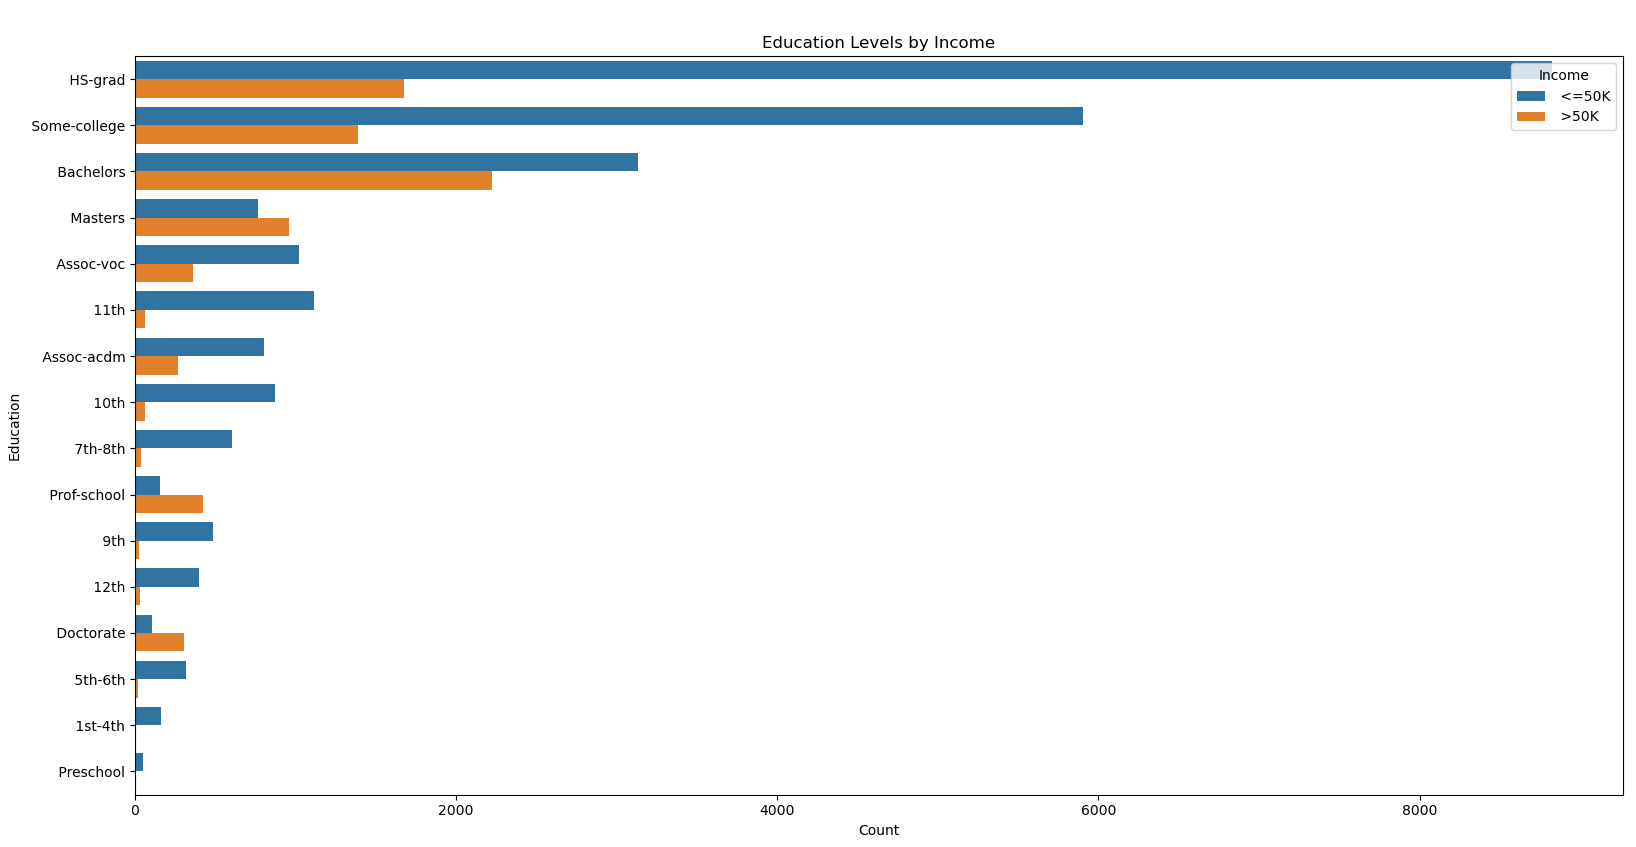 Education Levels by Income
Income
<=50K
>50K
Education
HS-grad
Some-college
Bachelors
Masters
Assoc-voc
11th
Assoc-acdm
10th
7th-8th
Prof-school
9th
12th
Doctorate
5th-6th
1st-4th
Preschool
0 2000 4000 6000 8000
Count